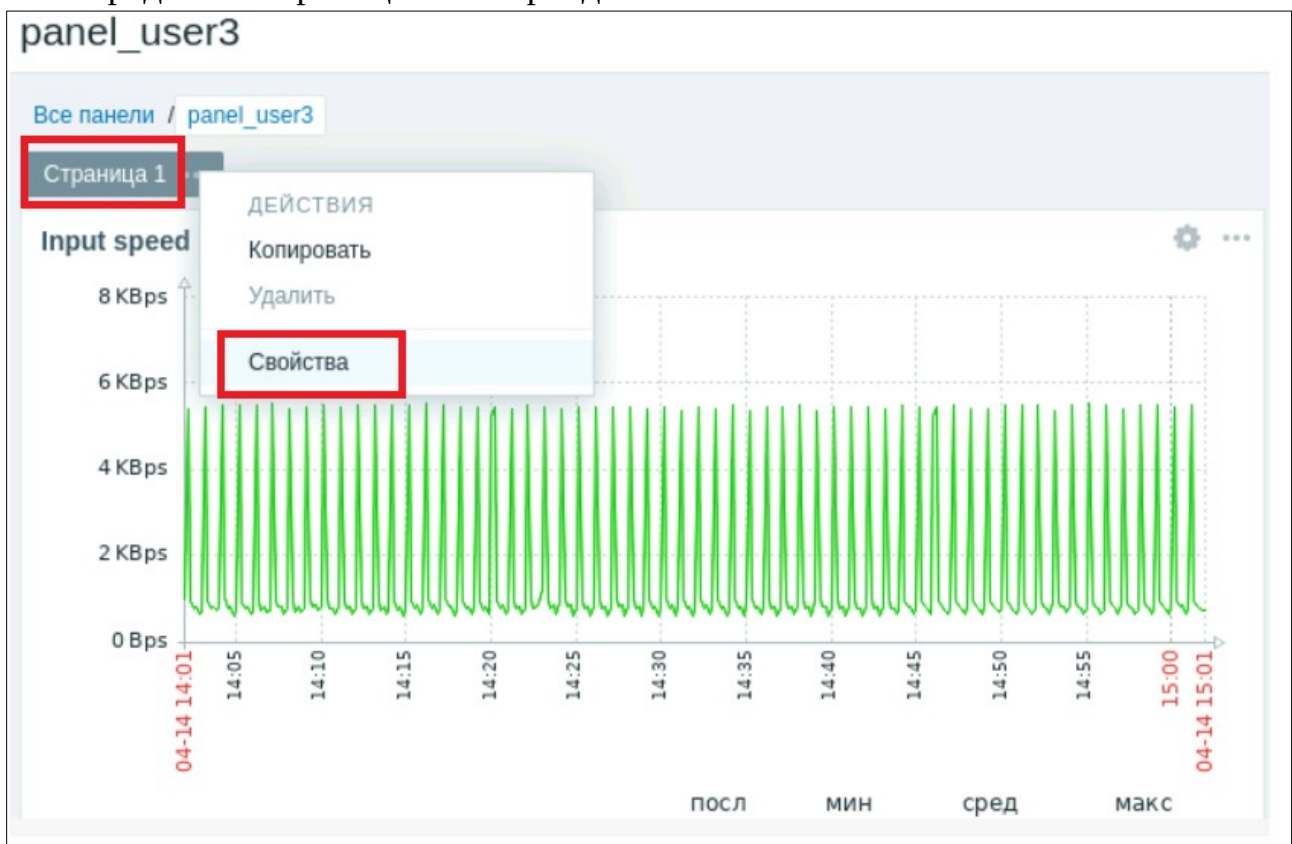 panel_user3
Все панели / panel_user3
Страница 1
ДЕЙСТВИЯ
Копировать
Удалить
Свойства
Input speed
8 KBps
6 KBps
4 KBps
2 KBps
0 Bps
04-14 14:01
14:05
14:10
14:15
14:20
14:25
14:30
14:35
14:40
14:45
14:50
14:55
15:00
04-14 15:01
посл мин сред макс